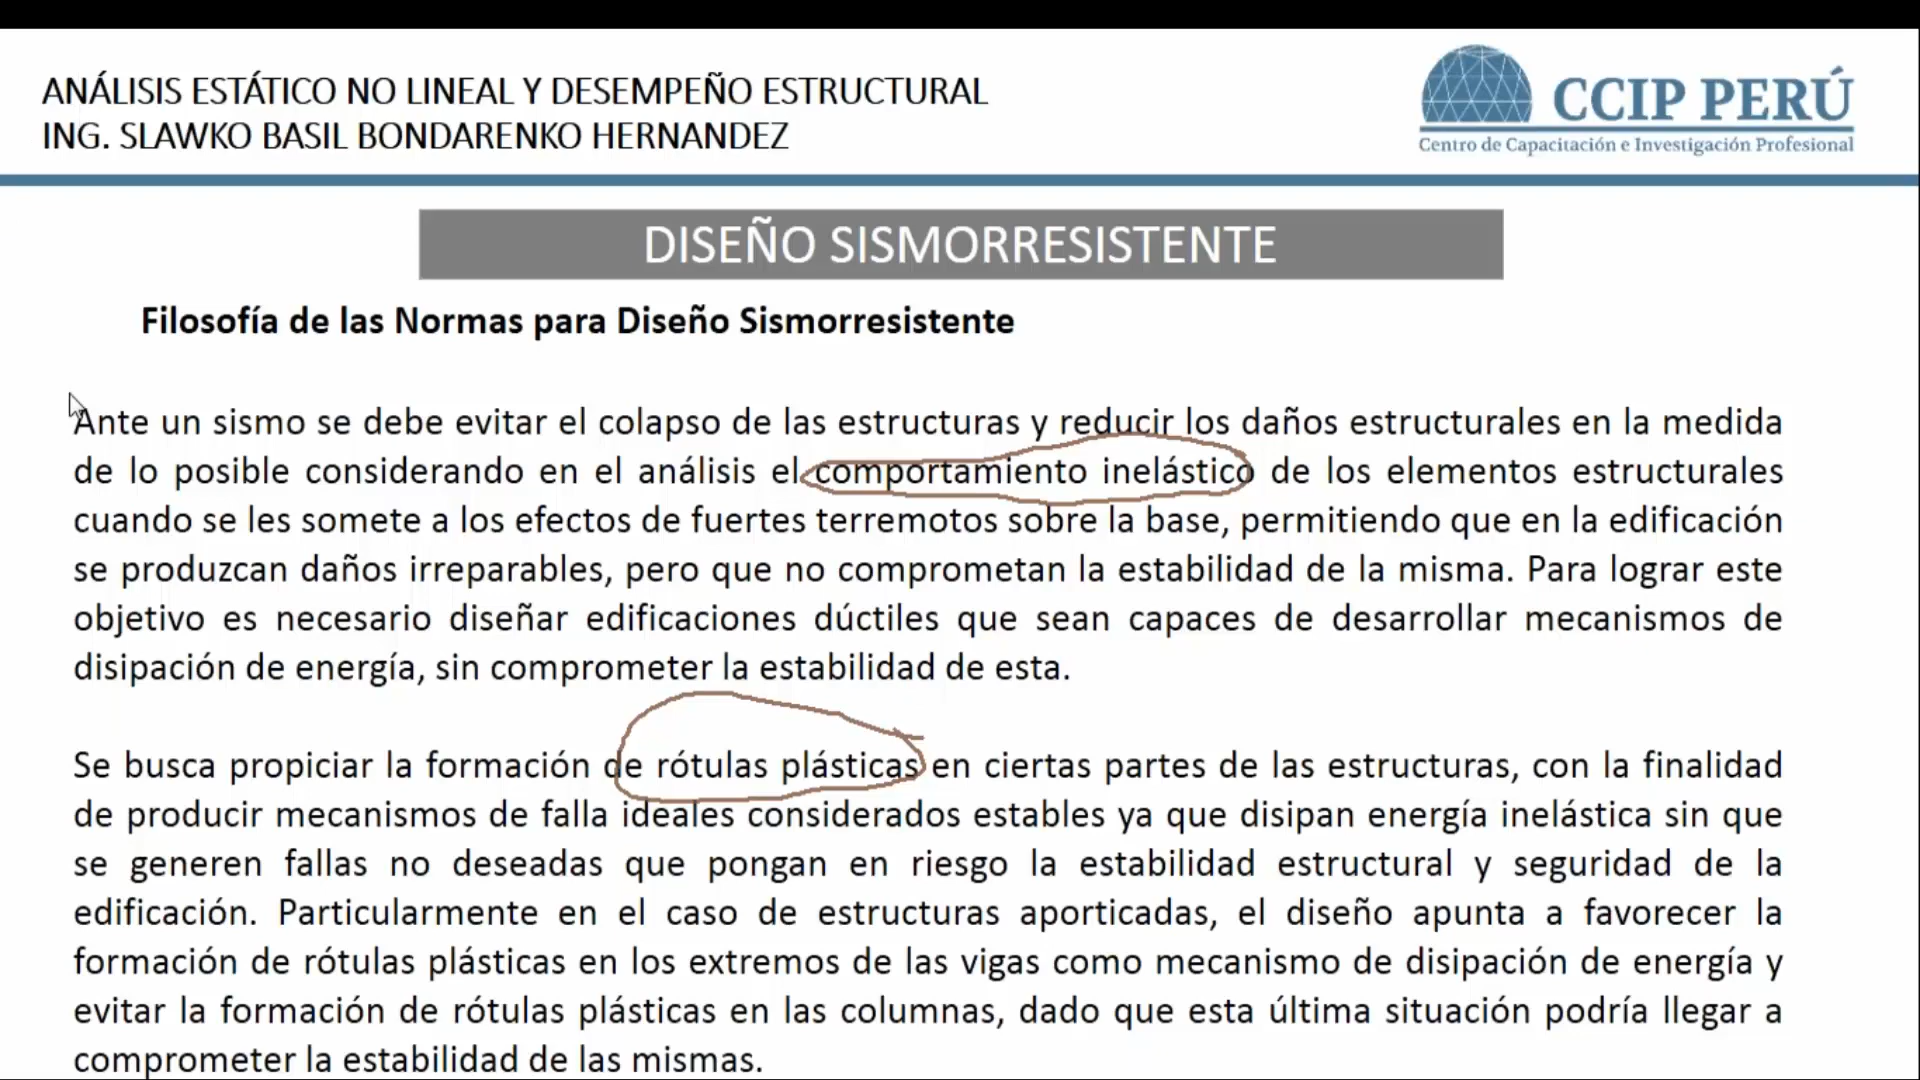 ANÁLISIS ESTÁTICO NO LINEAL Y DESEMPEÑO ESTRUCTURAL
ING. SLAWKO BASIL BONDARENKO HERNANDEZ
CCIP PERÚ
Centro de Capacitación e Investigación Profesional
DISEÑO SISMORRESISTENTE
Filosofía de las Normas para Diseño Sismorresistente
Ante un sismo se debe evitar el colapso de las estructuras y reducir los daños estructurales en la medida
de lo posible considerando en el análisis el comportamiento inelástico de los elementos estructurales
cuando se les somete a los efectos de fuertes terremotos sobre la base, permitiendo que en la edificación
se produzcan daños irreparables, pero que no comprometan la estabilidad de la misma. Para lograr este
objetivo es necesario diseñar edificaciones dúctiles que sean capaces de desarrollar mecanismos de
disipación de energía, sin comprometer la estabilidad de esta.
Se busca propiciar la formación de rótulas plásticas en ciertas partes de las estructuras, con la finalidad
de producir mecanismos de falla ideales considerados estables ya que disipan energía inelástica sin que
se generen fallas no deseadas que pongan en riesgo la estabilidad estructural y seguridad de la
edificación. Particularmente en el caso de estructuras aporticadas, el diseño apunta a favorecer la
formación de rótulas plásticas en los extremos de las vigas como mecanismo de disipación de energía y
evitar la formación de rótulas plásticas en las columnas, dado que esta última situación podría llegar a
comprometer la estabilidad de las mismas.